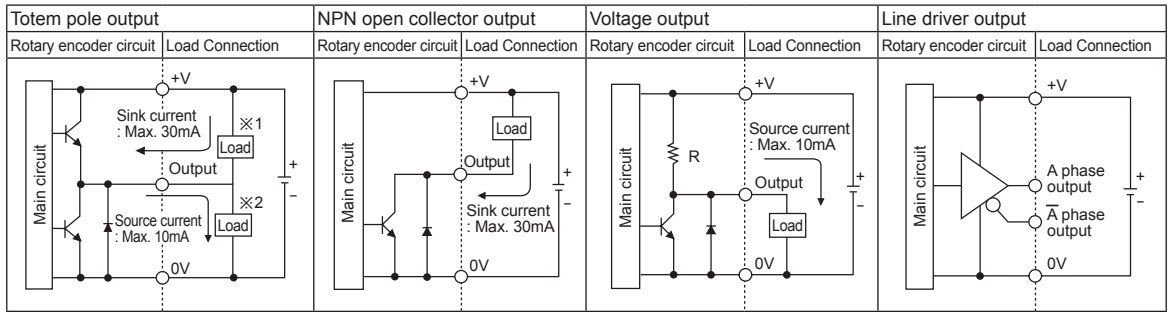 Totem pole output
Rotary encoder circuit
Load Connection
Main circuit
+V
Sink current
: Max. 30mA
※1
Load
Output
+
−
※2
Source current
: Max. 10mA
Load
0V
NPN open collector output
Rotary encoder circuit
Load Connection
Main circuit
+V
Load
Output
+
−
Sink current
: Max. 30mA
0V
Voltage output
Rotary encoder circuit
Load Connection
Main circuit
+V
Source current
: Max. 10mA
R
Output
+
−
Load
0V
Line driver output
Rotary encoder circuit
Load Connection
Main circuit
+V
A phase
output
+
−
A̅ phase
output
0V